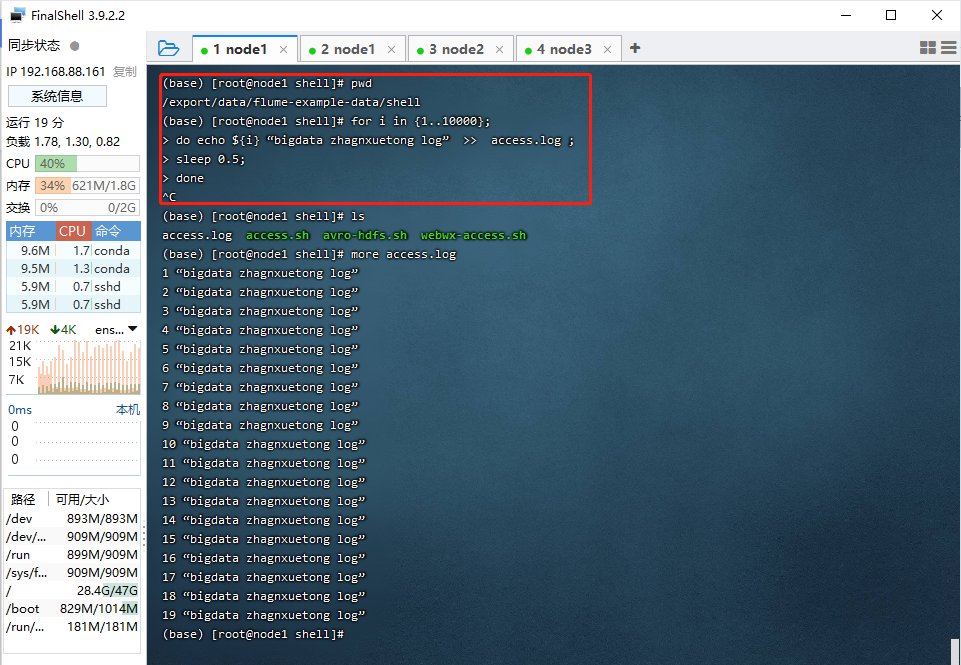 FinalShell 3.9.2.2
同步状态
IP 192.168.88.161 复制
系统信息
运行 19 分
负载 1.78, 1.30, 0.82
CPU 40%
内存 34% 621M/1.8G
交换 0% 0/2G
内存 CPU 命令
9.6M 1.7 conda
9.5M 1.3 conda
5.9M 0.7 sshd
5.9M 0.7 sshd
19K 4K ens...
21K
15K
7K
0ms 本机
0
0
0
路径 可用/大小
/dev 893M/893M
/dev/... 909M/909M
/run 899M/909M
/sys/f... 909M/909M
/ 28.4G/47G
/boot 829M/1014M
/run/... 181M/181M
1 node1 × 2 node1 × 3 node2 × 4 node3 × +
(base) [root@node1 shell]# pwd
/export/data/flume-example-data/shell
(base) [root@node1 shell]# for i in {1..10000};
> do echo ${i} “bigdata zhagnxuetong log” >> access.log ;
> sleep 0.5;
> done
^C
(base) [root@node1 shell]# ls
access.log access.sh avro-hdfs.sh webwx-access.sh
(base) [root@node1 shell]# more access.log
1 “bigdata zhagnxuetong log”
2 “bigdata zhagnxuetong log”
3 “bigdata zhagnxuetong log”
4 “bigdata zhagnxuetong log”
5 “bigdata zhagnxuetong log”
6 “bigdata zhagnxuetong log”
7 “bigdata zhagnxuetong log”
8 “bigdata zhagnxuetong log”
9 “bigdata zhagnxuetong log”
10 “bigdata zhagnxuetong log”
11 “bigdata zhagnxuetong log”
12 “bigdata zhagnxuetong log”
13 “bigdata zhagnxuetong log”
14 “bigdata zhagnxuetong log”
15 “bigdata zhagnxuetong log”
16 “bigdata zhagnxuetong log”
17 “bigdata zhagnxuetong log”
18 “bigdata zhagnxuetong log”
19 “bigdata zhagnxuetong log”
(base) [root@node1 shell]#